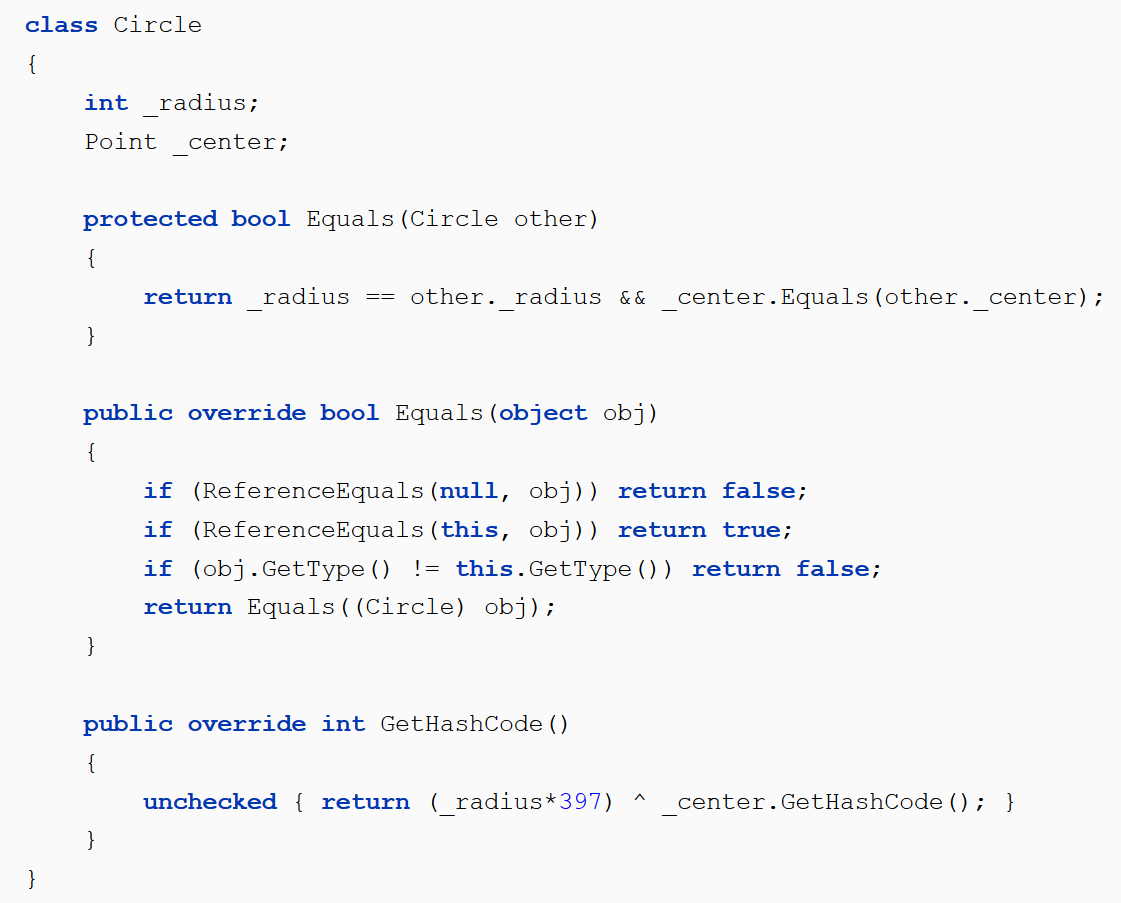 class Circle
{
    int _radius;
    Point _center;

    protected bool Equals(Circle other)
    {
        return _radius == other._radius && _center.Equals(other._center);
    }

    public override bool Equals(object obj)
    {
        if (ReferenceEquals(null, obj)) return false;
        if (ReferenceEquals(this, obj)) return true;
        if (obj.GetType() != this.GetType()) return false;
        return Equals((Circle) obj);
    }

    public override int GetHashCode()
    {
        unchecked { return (_radius*397) ^ _center.GetHashCode(); }
    }
}